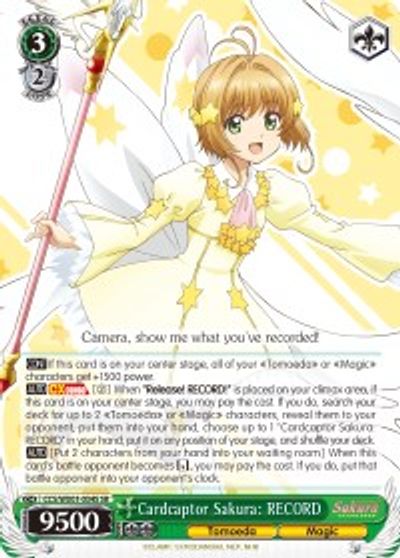 3
2
Camera, show me what you've recorded!
CONT If this card is on your center stage, all of your «Tomoeda» or «Magic»
characters get +1500 power.
AUTO When "Release! RECORD!" is placed on your climax area, if
this card is on your center stage, you may pay the cost. If you do, search your
deck for up to 2 «Tomoeda» or «Magic» characters, reveal them to your
opponent, put them into your hand, choose up to 1 "Cardcaptor Sakura:
RECORD" in your hand, put it on any position of your stage, and shuffle your deck.
AUTO [Put 2 characters from your hand into your waiting room] When this
card's battle opponent becomes, you may pay the cost. If you do, put that
opponent into your opponent's clock.
9500
Cardcaptor Sakura: RECORD
Sakura
Tomoeda
Magic